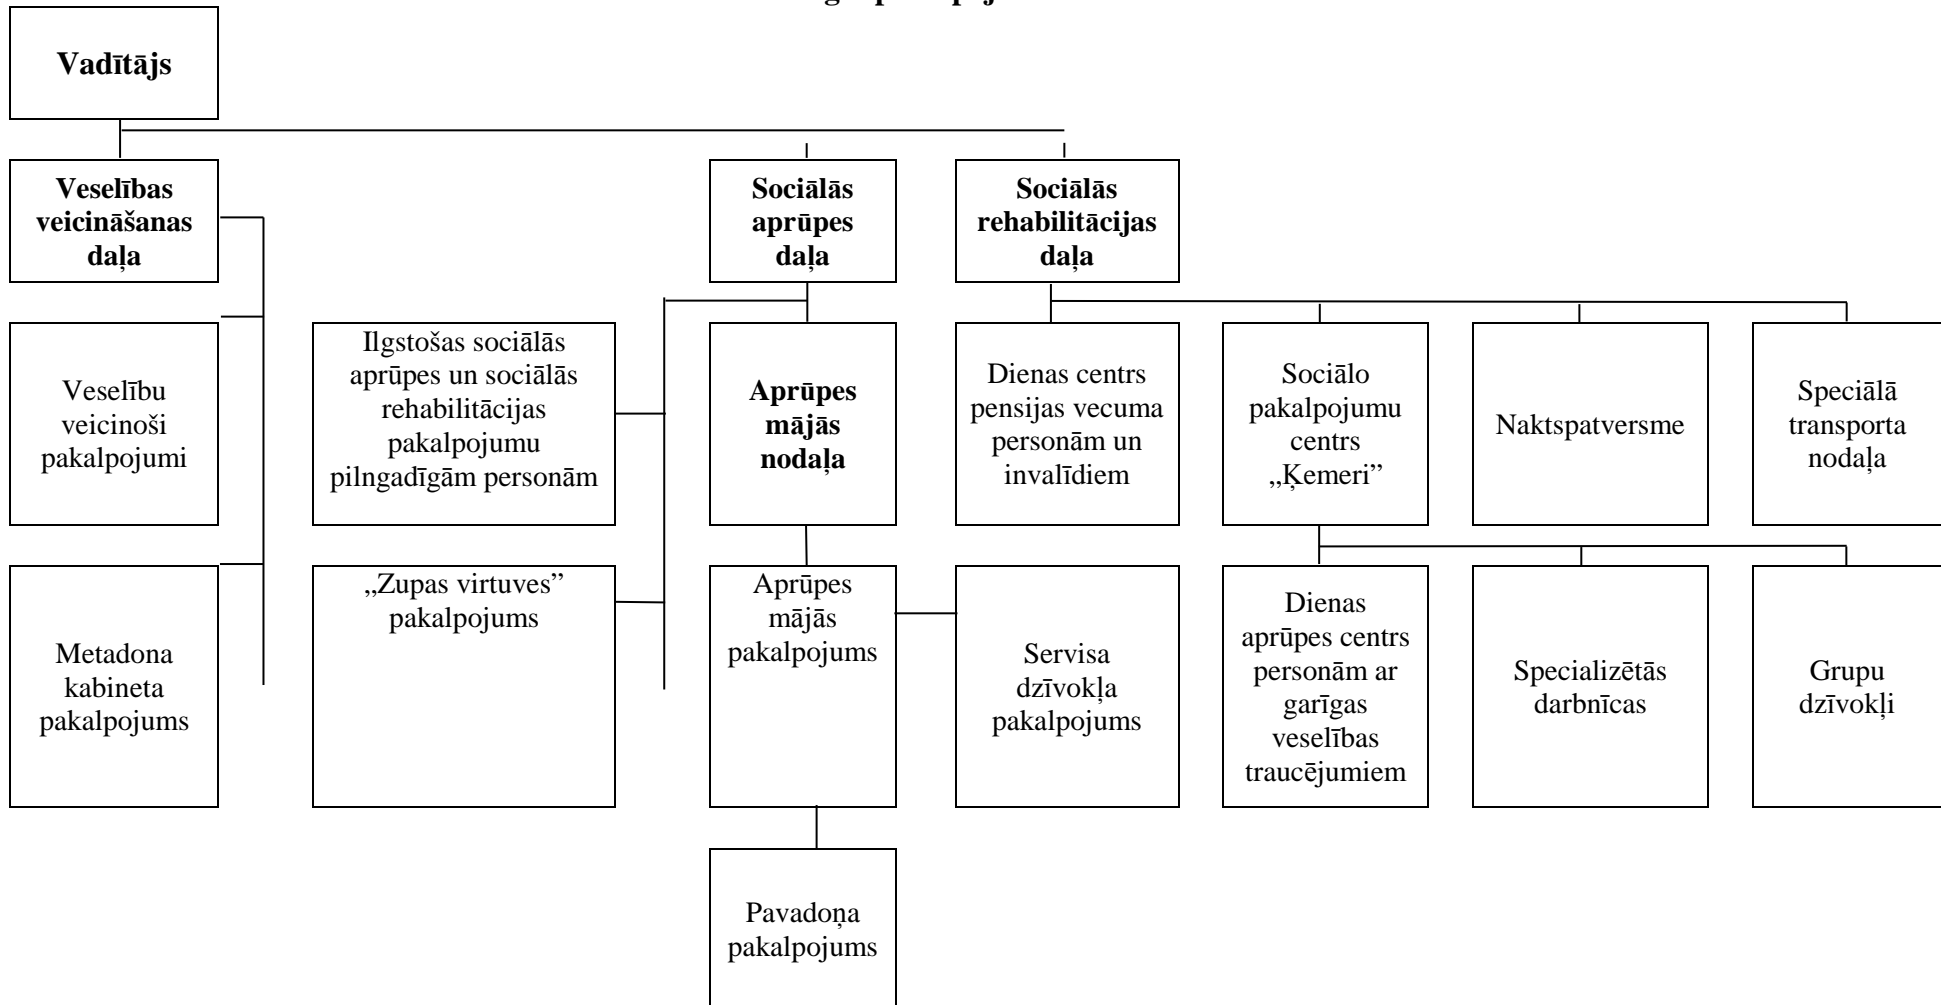 Vadītājs
Veselības
veicināšanas
daļa
Sociālās
aprūpes
daļa
Sociālās
rehabilitācijas
daļa
Veselību
veicinoši
pakalpojumi
Ilgstošas sociālās
aprūpes un sociālās
rehabilitācijas
pakalpojumu
pilngadīgām personām
Aprūpes
mājās
nodaļa
Dienas centrs
pensijas vecuma
personām un
invalīdiem
Sociālo
pakalpojumu
centrs
„Ķemeri”
Naktspatversme
Speciālā
transporta
nodaļa
Metadona
kabineta
pakalpojums
„Zupas virtuves”
pakalpojums
Aprūpes
mājās
pakalpojums
Servisa
dzīvokļa
pakalpojums
Dienas
aprūpes centrs
personām ar
garīgas
veselības
traucējumiem
Specializētās
darbnīcas
Grupu
dzīvokļi
Pavadoņa
pakalpojums